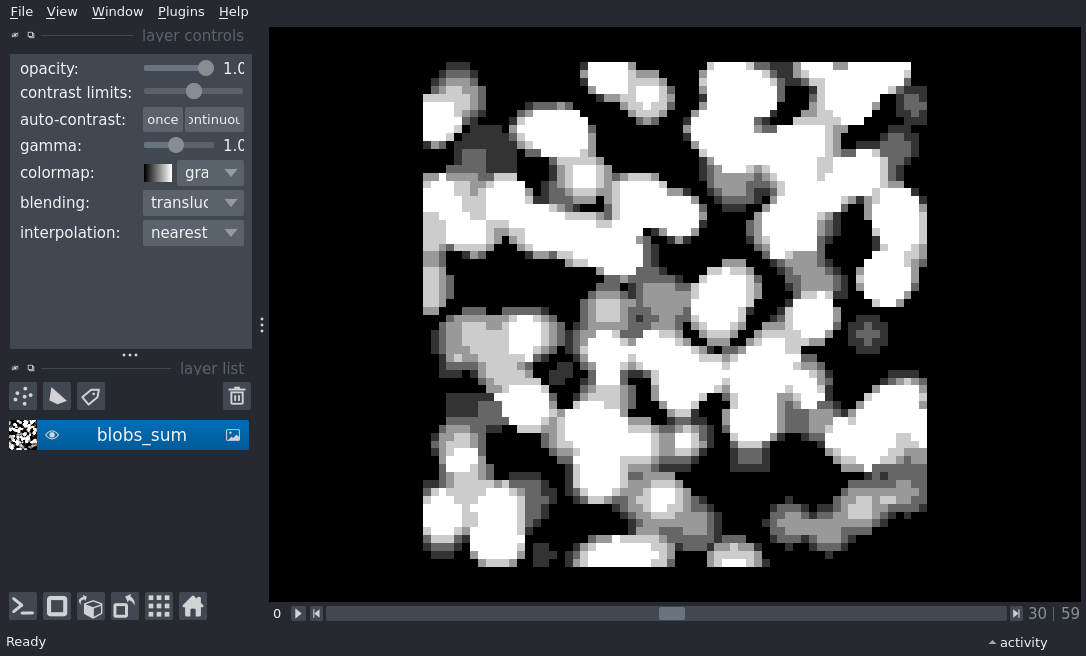 File View Window Plugins Help
layer controls
opacity: 1.0
contrast limits:
auto-contrast: once ontinuou
gamma: 1.0
colormap: gra
blending: transluc
interpolation: nearest
layer list
blobs_sum
0 30 59
Ready activity